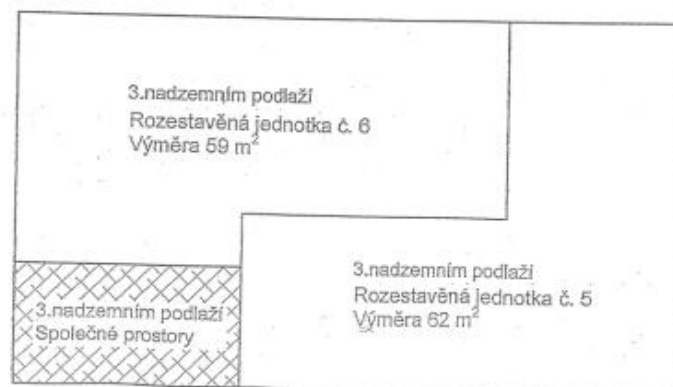 3.nadzemním podlaží
Rozestavěná jednotka č. 6
Výměra 59 m²
3.nadzemním podlaží
Rozestavěná jednotka č. 5
Výměra 62 m²
3.nadzemním podlaží
Společné prostory